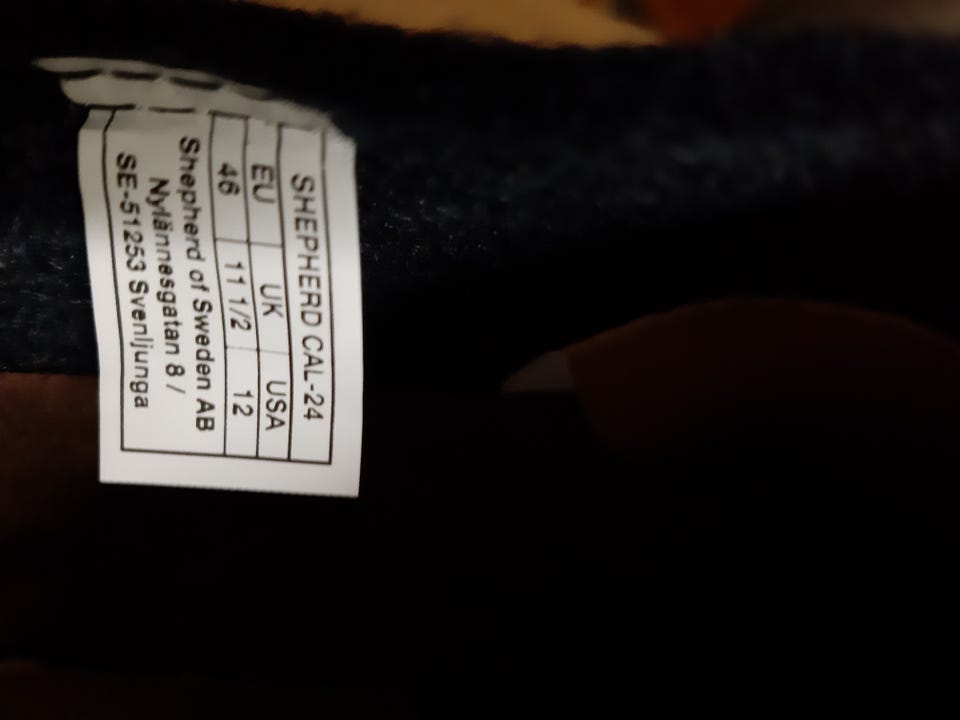 SHEPHERD CAL-24
EU UK USA
46 11 1/2 12
Shepherd of Sweden AB
Nylännesgatan 8 /
SE-51253 Svenljunga